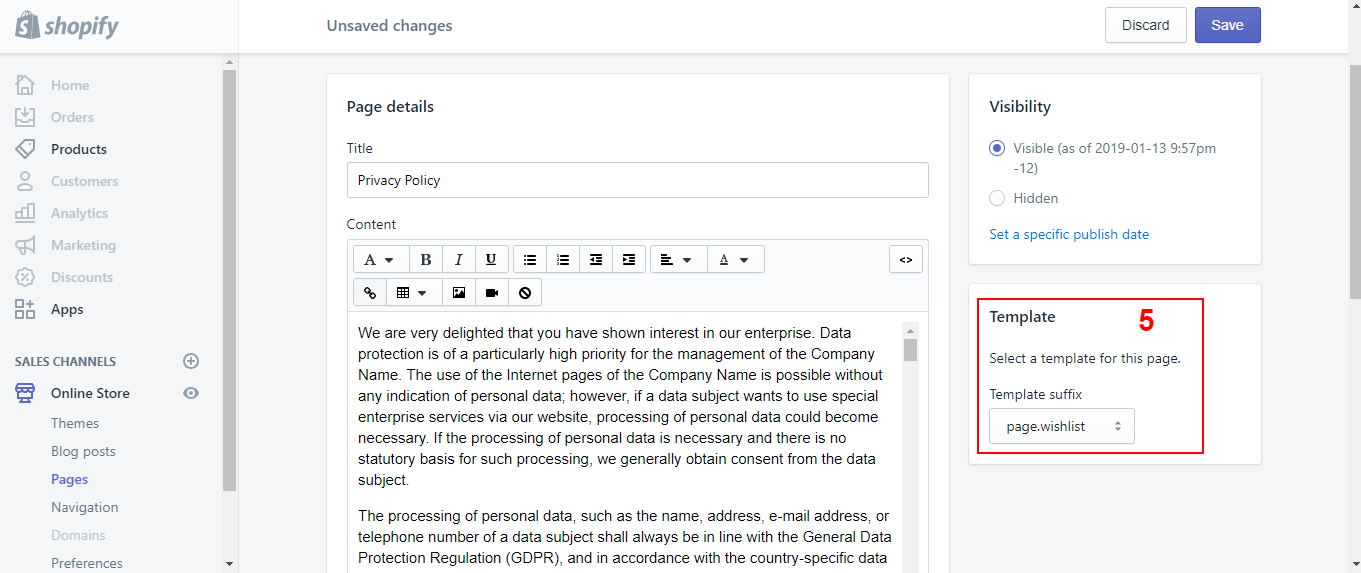 shopify
Unsaved changes
Discard
Save
Home
Orders
Products
Customers
Analytics
Marketing
Discounts
Apps
SALES CHANNELS
Online Store
Themes
Blog posts
Pages
Navigation
Domains
Preferences
Page details
Title
Privacy Policy
Content
A
B
I
U
A
<>
We are very delighted that you have shown interest in our enterprise. Data
protection is of a particularly high priority for the management of the Company
Name. The use of the Internet pages of the Company Name is possible without
any indication of personal data; however, if a data subject wants to use special
enterprise services via our website, processing of personal data could become
necessary. If the processing of personal data is necessary and there is no
statutory basis for such processing, we generally obtain consent from the data
subject.
The processing of personal data, such as the name, address, e-mail address, or
telephone number of a data subject shall always be in line with the General Data
Protection Regulation (GDPR), and in accordance with the country-specific data
Visibility
Visible (as of 2019-01-13 9:57pm
-12)
Hidden
Set a specific publish date
Template
5
Select a template for this page.
Template suffix
page.wishlist